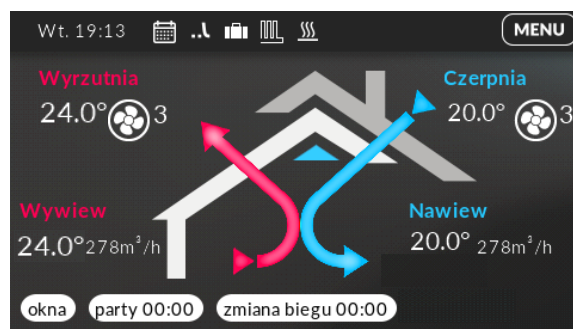 Wt. 19:13 MENU
Wyrzutnia Czerpnia
24.0° 3 20.0° 3
Wywiew Nawiew
24.0° 278m³/h 20.0° 278m³/h
okna party 00:00 zmiana biegu 00:00